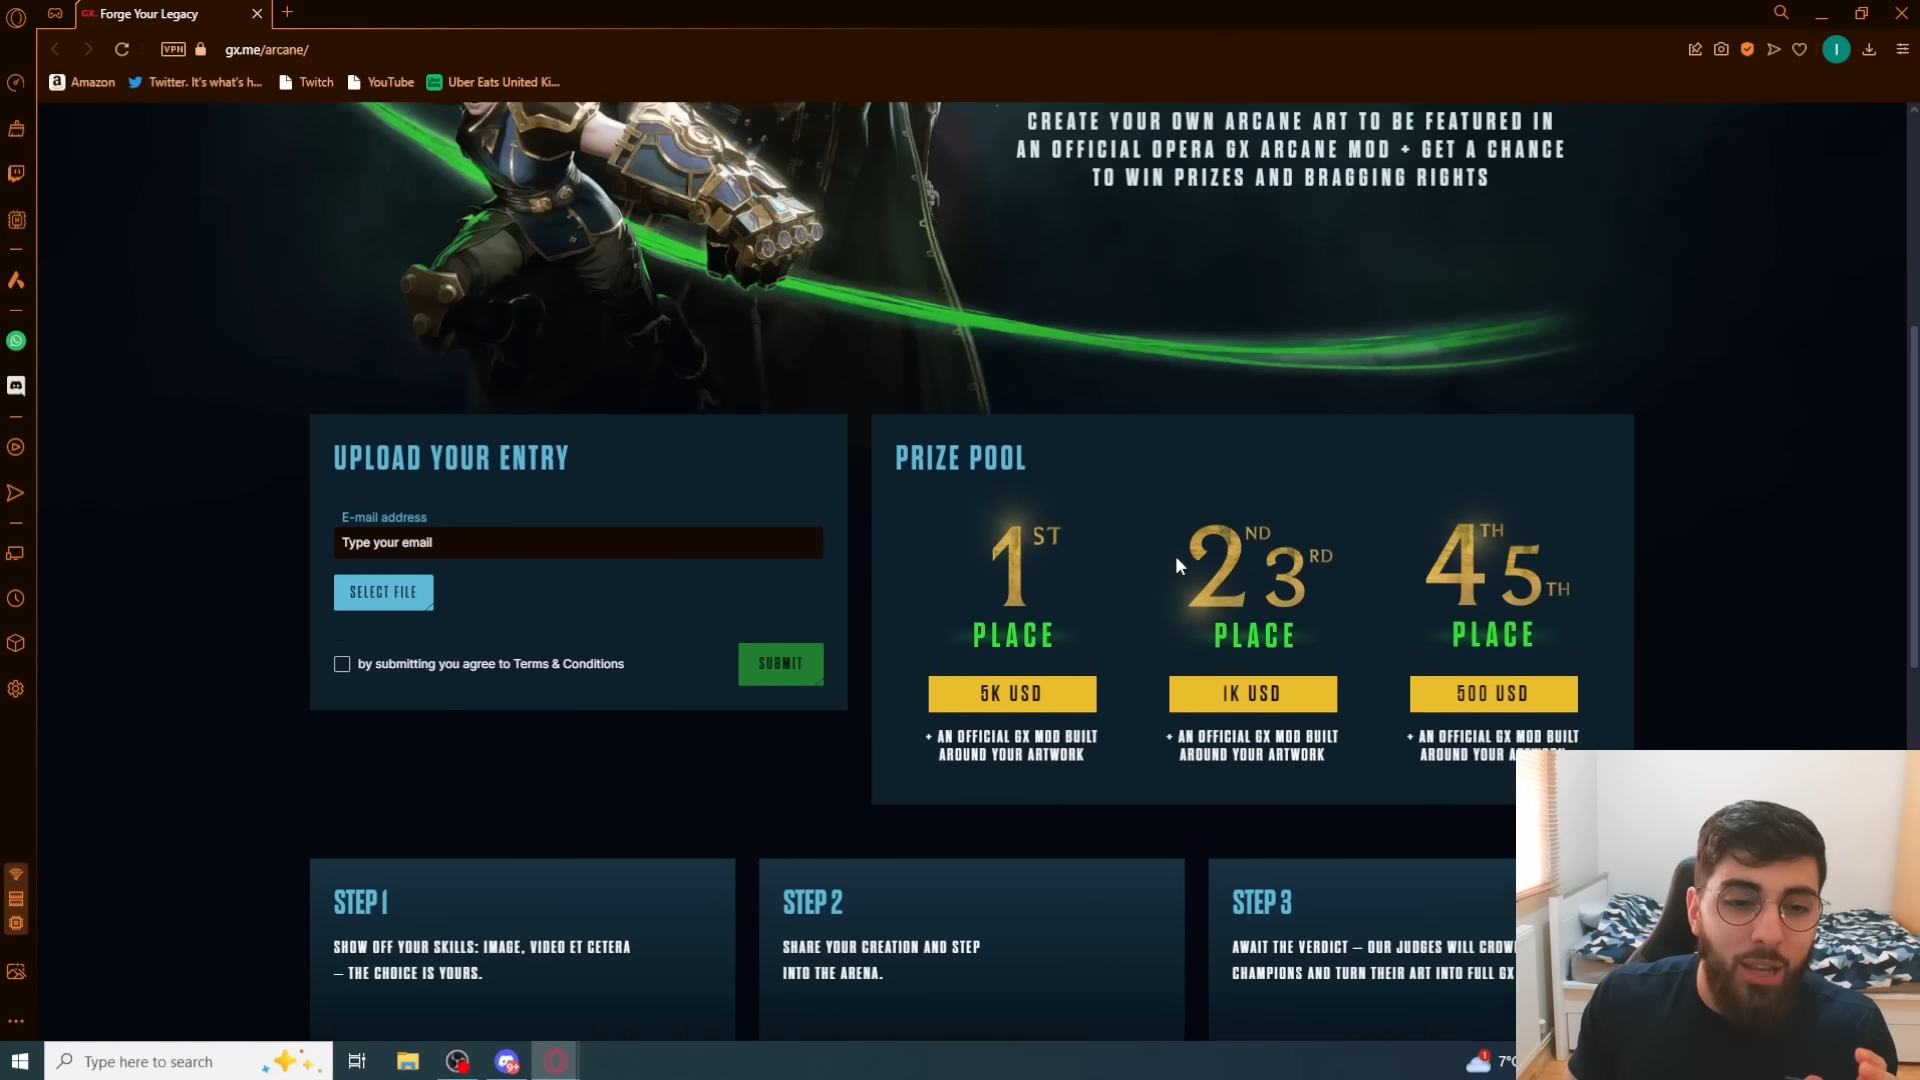 GX. Forge Your Legacy
VPN gx.me/arcane/
I
a Amazon Twitter. It's what's h... Twitch YouTube Uber Eats United Ki...
CREATE YOUR OWN ARCANE ART TO BE FEATURED IN
AN OFFICIAL OPERA GX ARCANE MOD + GET A CHANCE
TO WIN PRIZES AND BRAGGING RIGHTS
UPLOAD YOUR ENTRY
E-mail address
Type your email
SELECT FILE
by submitting you agree to Terms & Conditions
SUBMIT
PRIZE POOL
1ST
PLACE
5K USD
+ AN OFFICIAL GX MOD BUILT
AROUND YOUR ARTWORK
2ND 3RD
PLACE
1K USD
+ AN OFFICIAL GX MOD BUILT
AROUND YOUR ARTWORK
4TH 5TH
PLACE
500 USD
+ AN OFFICIAL GX MOD BUILT
AROUND YOUR
STEP 1
SHOW OFF YOUR SKILLS: IMAGE, VIDEO ET CETERA
— THE CHOICE IS YOURS.
STEP 2
SHARE YOUR CREATION AND STEP
INTO THE ARENA.
STEP 3
AWAIT THE VERDICT — OUR JUDGES WILL CROW
CHAMPIONS AND TURN THEIR ART INTO FULL GX
Type here to search
9+
1
7°